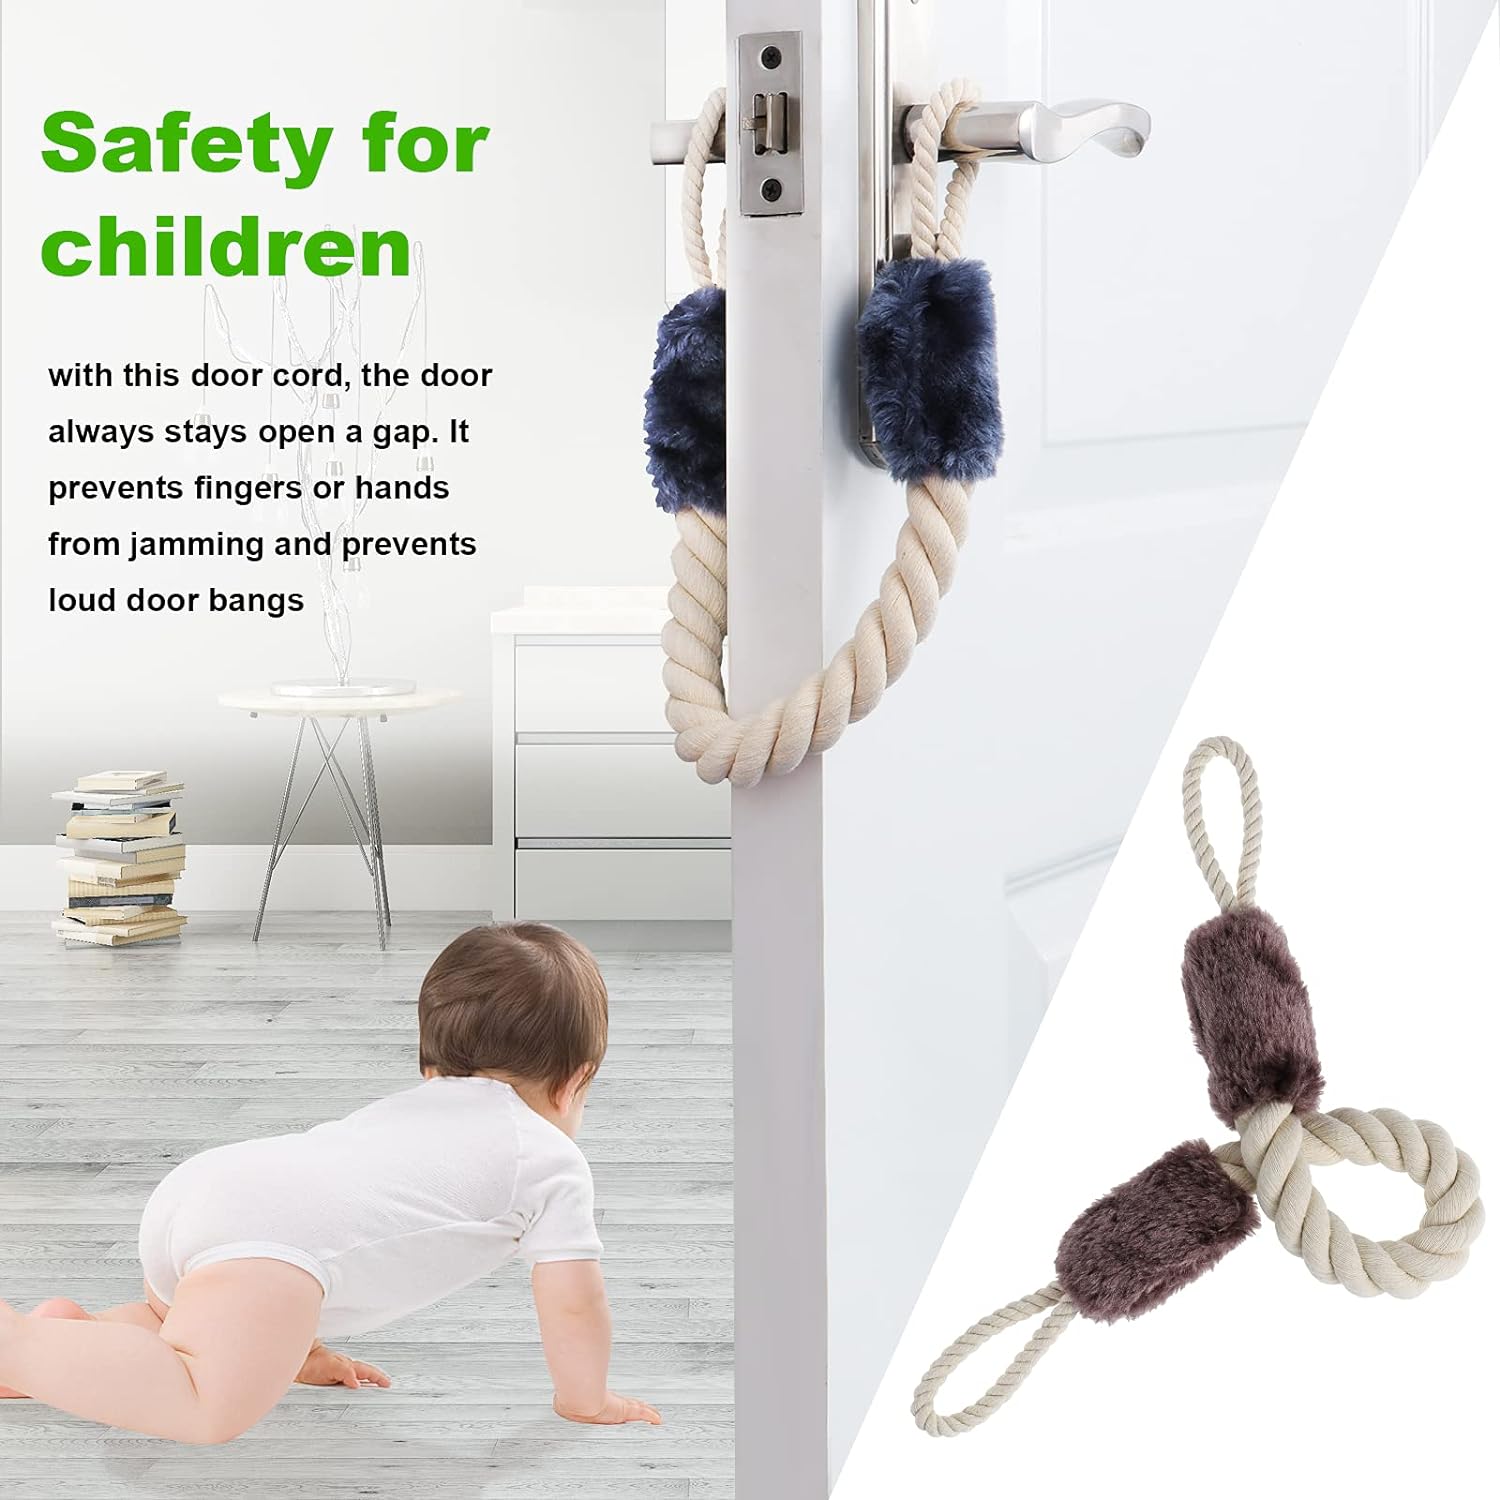 Safety for
children
with this door cord, the door
always stays open a gap. It
prevents fingers or hands
from jamming and prevents
loud door bangs